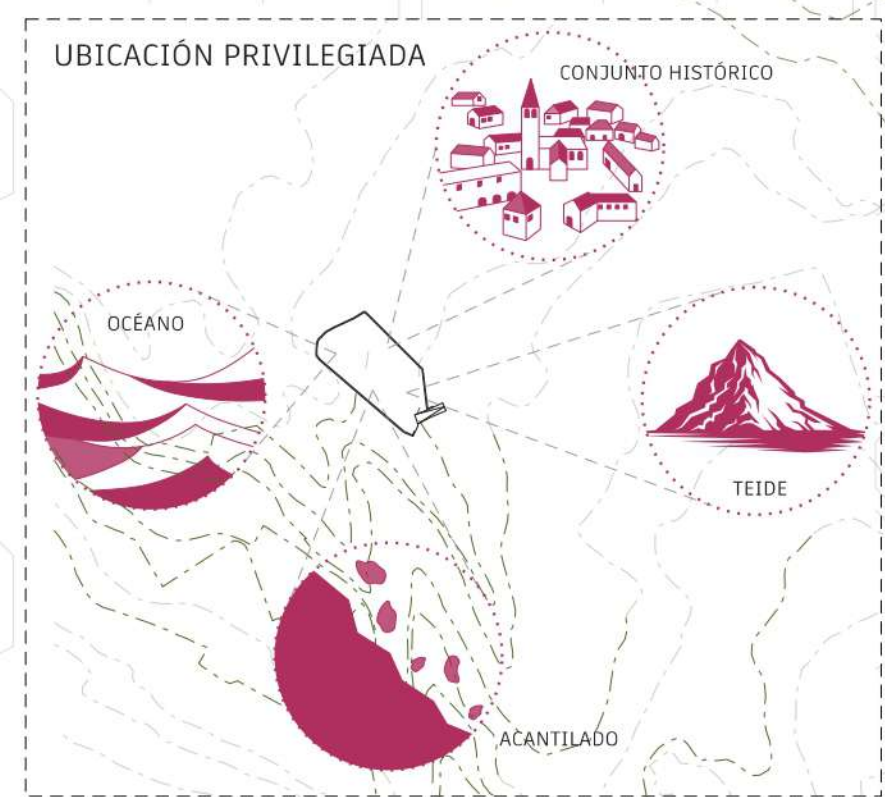 UBICACIÓN PRIVILEGIADA
CONJUNTO HISTÓRICO
OCÉANO
TEIDE
ACANTILADO